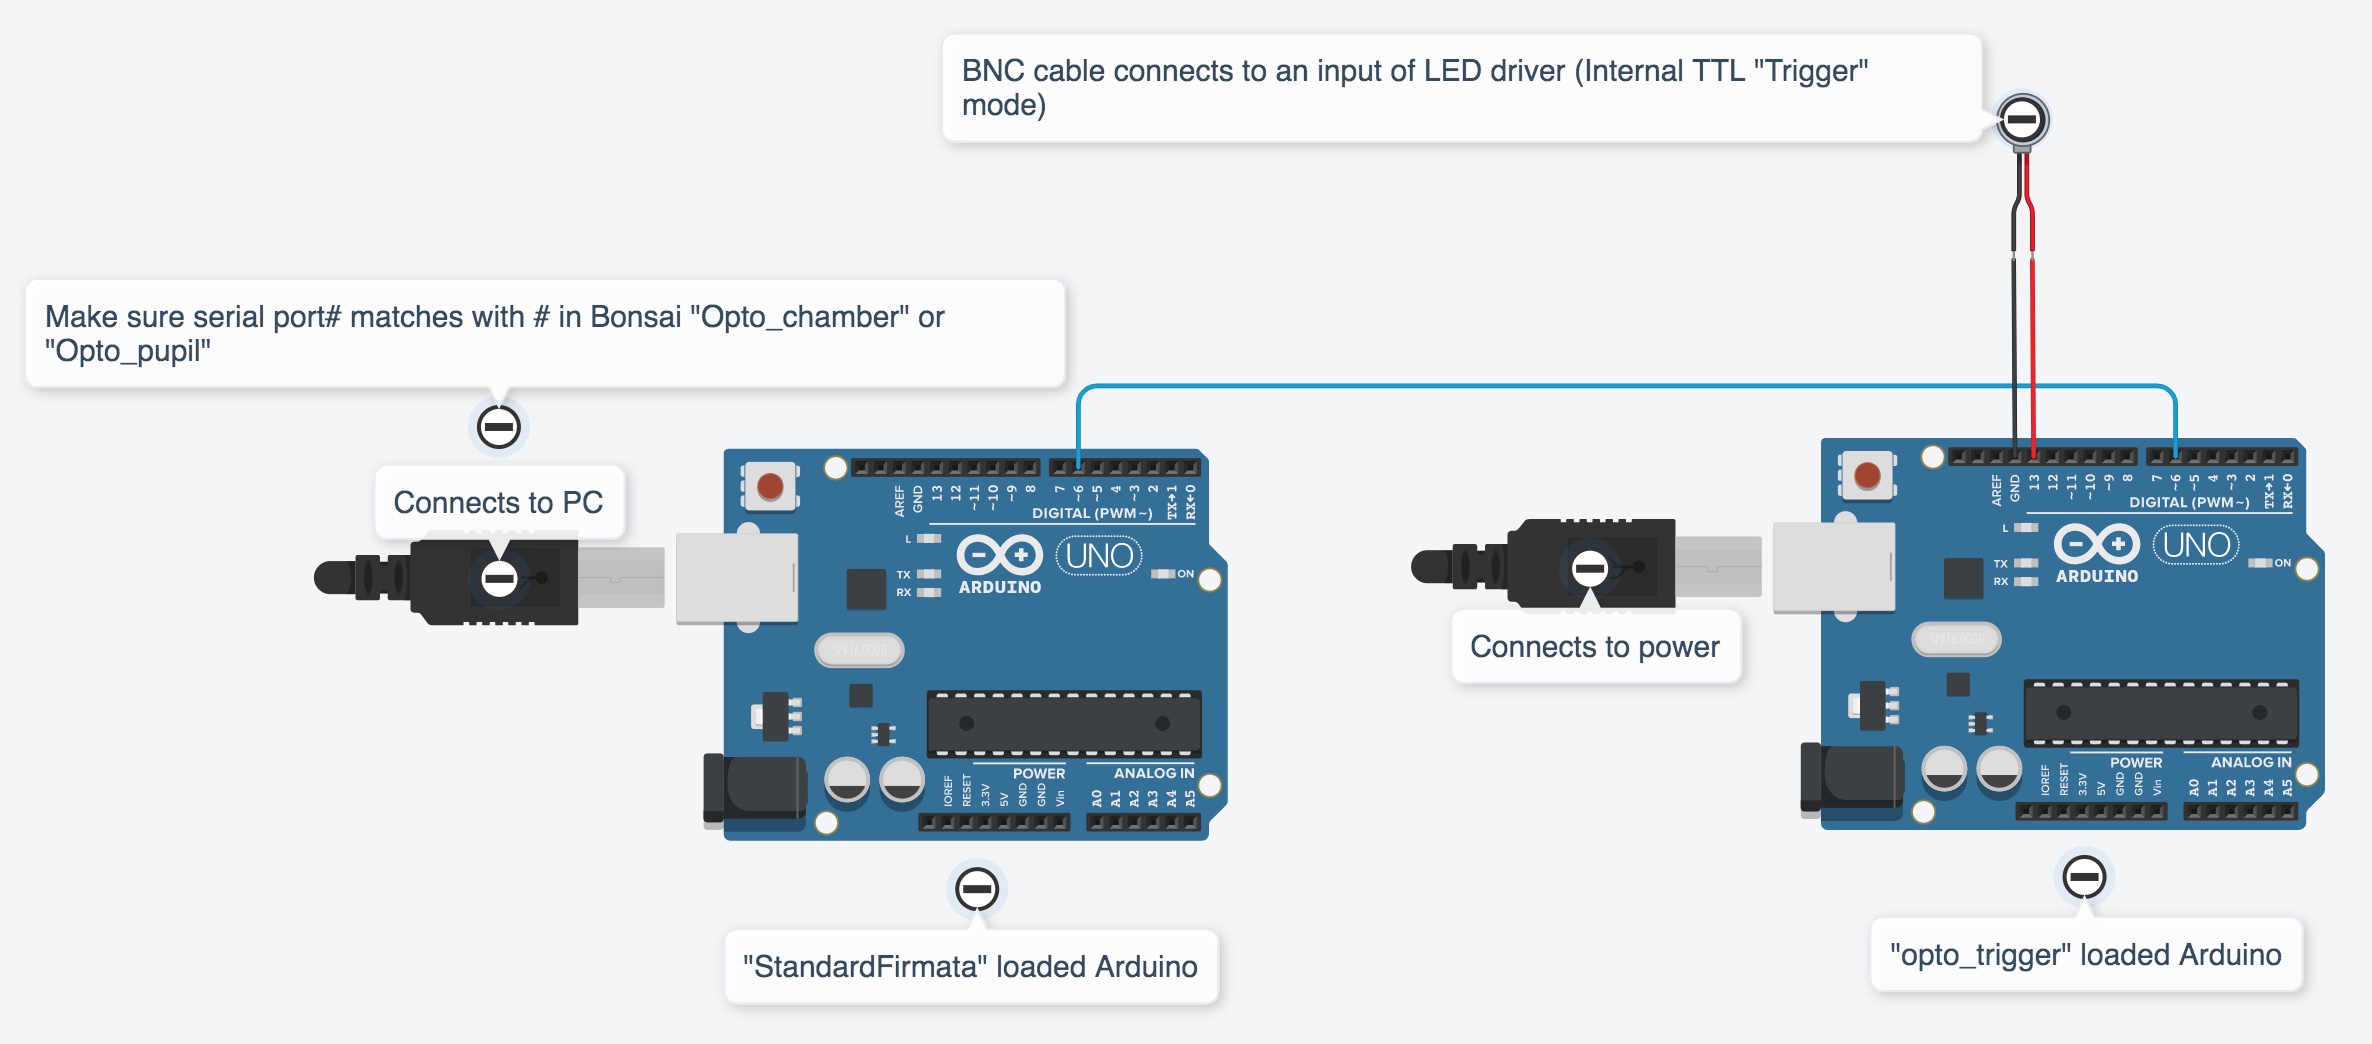 BNC cable connects to an input of LED driver (Internal TTL "Trigger"
mode)
Make sure serial port# matches with # in Bonsai "Opto_chamber" or
"Opto_pupil"
Connects to PC
AREF
GND
13
12
~11
~10
~9
8
7
~6
~5
4
~3
2
TX→1
RX←0
DIGITAL (PWM~)
L
TX
RX
UNO
ARDUINO
ON
SPK16.000G
POWER
ANALOG IN
IOREF
RESET
3.3V
5V
GND
GND
Vin
A0
A1
A2
A3
A4
A5
"StandardFirmata" loaded Arduino
Connects to power
AREF
GND
13
12
~11
~10
~9
8
7
~6
~5
4
~3
2
TX→1
RX←0
DIGITAL (PWM~)
L
TX
RX
UNO
ARDUINO
ON
SPK16.000G
POWER
ANALOG IN
IOREF
RESET
3.3V
5V
GND
GND
Vin
A0
A1
A2
A3
A4
A5
"opto_trigger" loaded Arduino